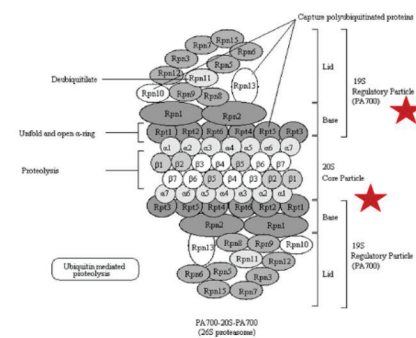 Capture polyubiquitinated proteins
Rpn15
Rpn7
Rpn6
Rpn3
Rpn5
Rpn12
Rpn11
Deubiquitilate
Rpn13
Rpn10
Rpn9
Rpn8
Lid
19S
Regulatory Particle
(PA700)
Rpn1
Rpn2
Base
Unfold and open α-ring
Rpt1 Rpt2 Rpt6 Rpt4 Rpt5 Rpt3
α1 α2 α3 α4 α5 α6 α7
Proteolysis
β1 β2 β3 β4 β5 β6 β7
20S
Core Particle
β7 β6 β5 β4 β3 β2 β1
α7 α6 α5 α4 α3 α2 α1
Rpt3 Rpt5 Rpt4 Rpt6 Rpt2 Rpt1
Rpn2
Rpn1
Base
Rpn13
Rpn8
Rpn9
Rpn10
19S
Regulatory Particle
(PA700)
Rpn11
Rpn12
Rpn6
Rpn5
Rpn3
Lid
Rpn15
Rpn7
Ubiquitin mediated
proteolysis
PA700-20S-PA700
(26S proteasome)